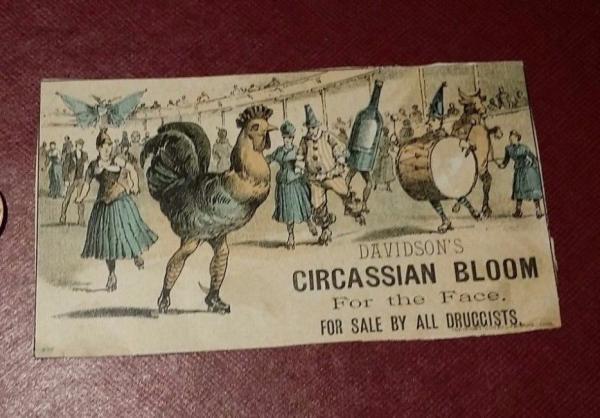 DAVIDSON'S
CIRCASSIAN BLOOM
For the Face.
FOR SALE BY ALL DRUGGISTS.